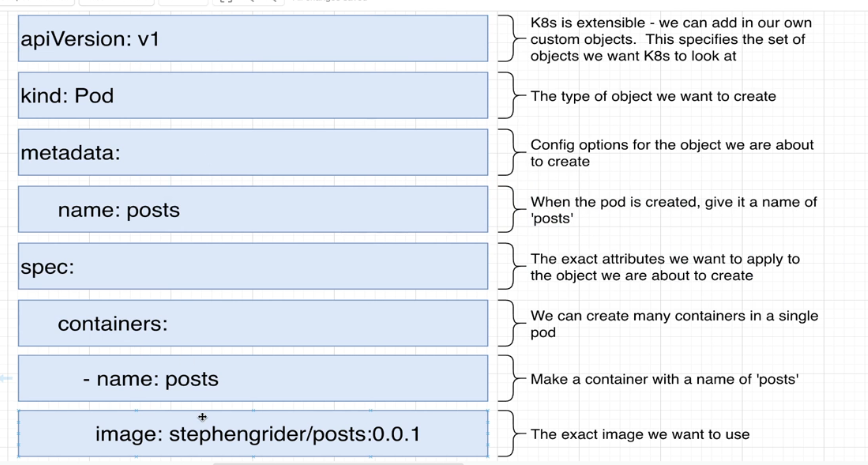 apiVersion: v1
K8s is extensible - we can add in our own
custom objects. This specifies the set of
objects we want K8s to look at
kind: Pod
The type of object we want to create
metadata:
Config options for the object we are about
to create
name: posts
When the pod is created, give it a name of
'posts'
spec:
The exact attributes we want to apply to
the object we are about to create
containers:
We can create many containers in a single
pod
- name: posts
Make a container with a name of 'posts'
image: stephengrider/posts:0.0.1
The exact image we want to use